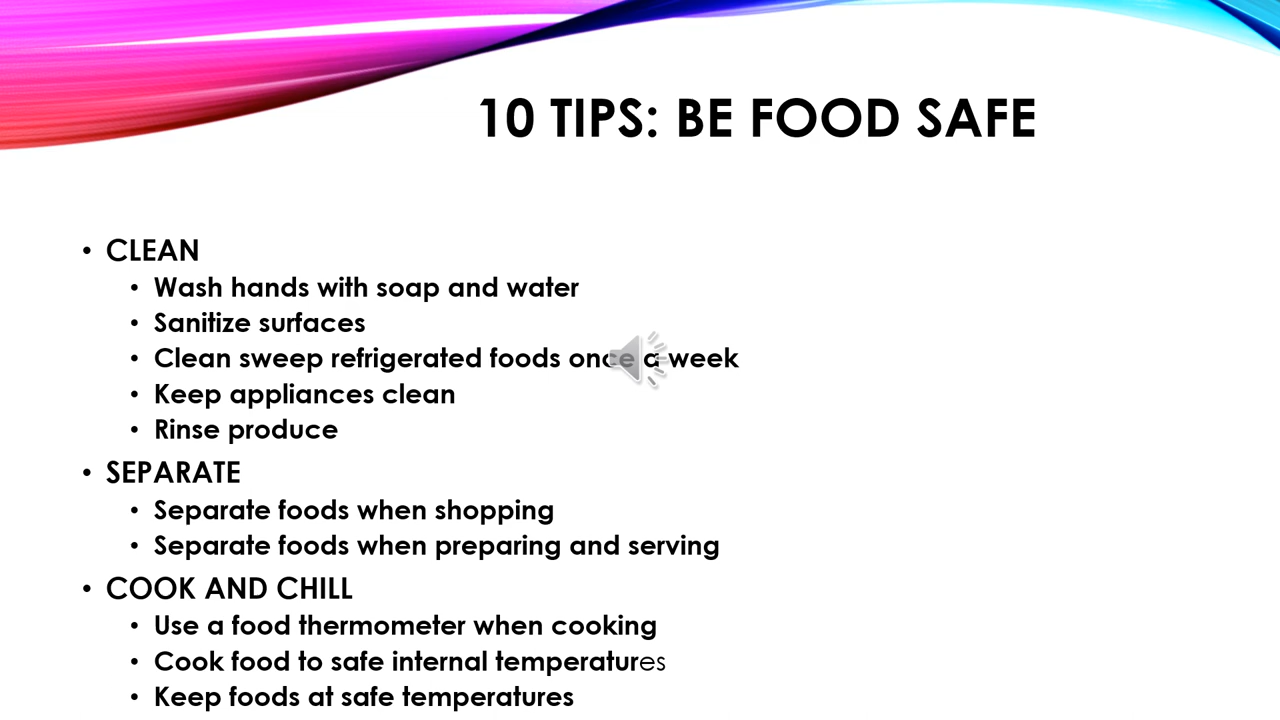 10 TIPS: BE FOOD SAFE
• CLEAN
• Wash hands with soap and water
• Sanitize surfaces
• Clean sweep refrigerated foods once a week
• Keep appliances clean
• Rinse produce
• SEPARATE
• Separate foods when shopping
• Separate foods when preparing and serving
• COOK AND CHILL
• Use a food thermometer when cooking
• Cook food to safe internal temperatures
• Keep foods at safe temperatures